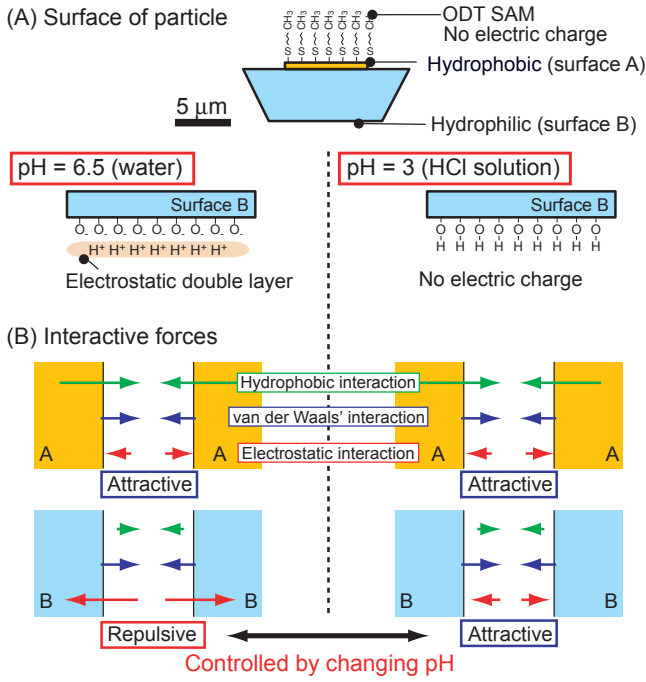 (A) Surface of particle
CH3 CH3 CH3 CH3 CH3 CH3 CH3
S S S S S S S
ODT SAM
No electric charge
Hydrophobic (surface A)
5 μm
Hydrophilic (surface B)
pH = 6.5 (water)
Surface B
O- O- O- O- O- O- O- O-
H+ H+ H+ H+ H+ H+ H+
Electrostatic double layer
pH = 3 (HCl solution)
Surface B
O O O O O O O O
H H H H H H H H
No electric charge
(B) Interactive forces
Hydrophobic interaction
van der Waals' interaction
Electrostatic interaction
A A A A
Attractive Attractive
B B B B
Repulsive Attractive
Controlled by changing pH